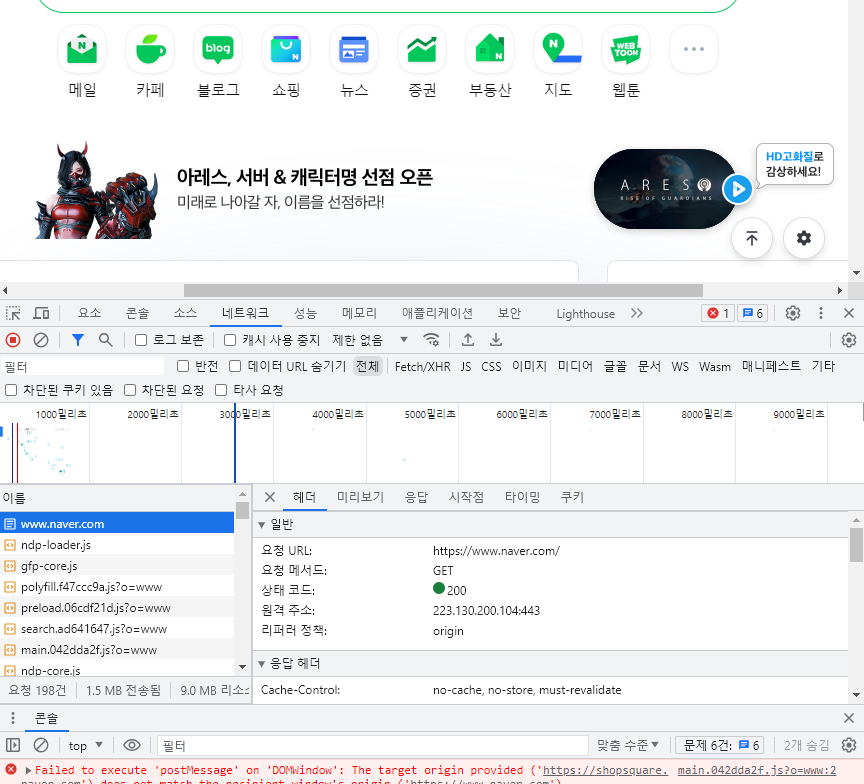 N blog N WEB TOON
메일 카페 블로그 쇼핑 뉴스 증권 부동산 지도 웹툰
아레스, 서버 & 캐릭터명 선점 오픈
미래로 나아갈 자, 이름을 선점하라!
ARES
RISE OF GUARDIANS
HD고화질로
감상하세요!
요소 콘솔 소스 네트워크 성능 메모리 애플리케이션 보안 Lighthouse 1 6
로그 보존 캐시 사용 중지 제한 없음
필터 반전 데이터 URL 숨기기 전체 Fetch/XHR JS CSS 이미지 미디어 글꼴 문서 WS Wasm 매니페스트 기타
차단된 쿠키 있음 차단된 요청 타사 요청
1000밀리초 2000밀리초 3000밀리초 4000밀리초 5000밀리초 6000밀리초 7000밀리초 8000밀리초 9000밀리초
이름
www.naver.com
ndp-loader.js
gfp-core.js
polyfill.f47ccc9a.js?o=www
preload.06cdf21d.js?o=www
search.ad641647.js?o=www
main.042dda2f.js?o=www
ndp-core.js
요청 198건 1.5 MB 전송됨 9.0 MB 리소
헤더 미리보기 응답 시작점 타이밍 쿠키
일반
요청 URL: https://www.naver.com/
요청 메서드: GET
상태 코드: 200
원격 주소: 223.130.200.104:443
리퍼러 정책: origin
응답 헤더
Cache-Control: no-cache, no-store, must-revalidate
콘솔
top 필터 맞춤 수준 문제 6건: 6 2개 숨김
Failed to execute 'postMessage' on 'DOMWindow': The target origin provided ('https://shopsquare. main.042dda2f.js?o=www:2
naver.com') does not match the recipient window's origin ('https://www.naver.com')